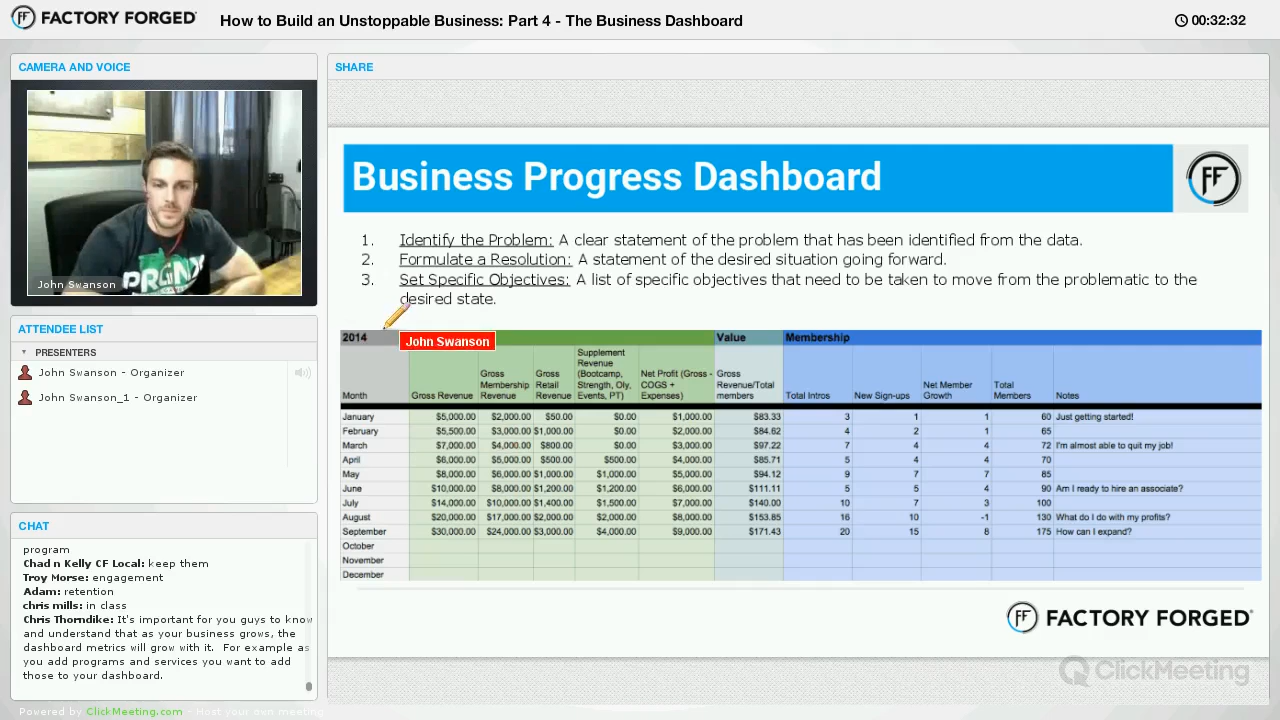 FF FACTORY FORGED
How to Build an Unstoppable Business: Part 4 - The Business Dashboard
00:32:32
CAMERA AND VOICE
John Swanson
ATTENDEE LIST
PRESENTERS
John Swanson - Organizer
John Swanson_1 - Organizer
CHAT
program
Chad n Kelly CF Local: keep them
Troy Morse: engagement
Adam: retention
chris mills: in class
Chris Thorndike: It's important for you guys to know
and understand that as your business grows, the
dashboard metrics will grow with it. For example as
you add programs and services you want to add
those to your dashboard.
Powered by ClickMeeting.com - Host your own meeting
SHARE
Business Progress Dashboard
FF
1. Identify the Problem: A clear statement of the problem that has been identified from the data.
2. Formulate a Resolution: A statement of the desired situation going forward.
3. Set Specific Objectives: A list of specific objectives that need to be taken to move from the problematic to the
desired state.
John Swanson
2014 Value Membership
Month Gross Revenue Gross Membership Revenue Gross Retail Revenue Supplement Revenue (Bootcamp, Strength, Oly, Events, PT) Net Profit (Gross - COGS + Expenses) Gross Revenue/Total members Total Intros New Sign-ups Net Member Growth Total Members Notes
January $5,000.00 $2,000.00 $50.00 $0.00 $1,000.00 $83.33 3 1 1 60 Just getting started!
February $5,500.00 $3,000.00 $1,000.00 $0.00 $2,000.00 $84.62 4 2 1 65
March $7,000.00 $4,000.00 $800.00 $0.00 $3,000.00 $97.22 7 4 4 72 I'm almost able to quit my job!
April $6,000.00 $5,000.00 $500.00 $500.00 $4,000.00 $85.71 5 4 4 70
May $8,000.00 $6,000.00 $1,000.00 $1,000.00 $5,000.00 $94.12 9 7 7 85
June $10,000.00 $8,000.00 $1,200.00 $1,200.00 $6,000.00 $111.11 5 5 4 90 Am I ready to hire an associate?
July $14,000.00 $10,000.00 $1,400.00 $1,500.00 $7,000.00 $140.00 10 7 3 100
August $20,000.00 $17,000.00 $2,000.00 $2,000.00 $8,000.00 $153.85 16 10 -1 130 What do I do with my profits?
September $30,000.00 $24,000.00 $3,000.00 $4,000.00 $9,000.00 $171.43 20 15 8 175 How can I expand?
October
November
December
FF FACTORY FORGED
ClickMeeting